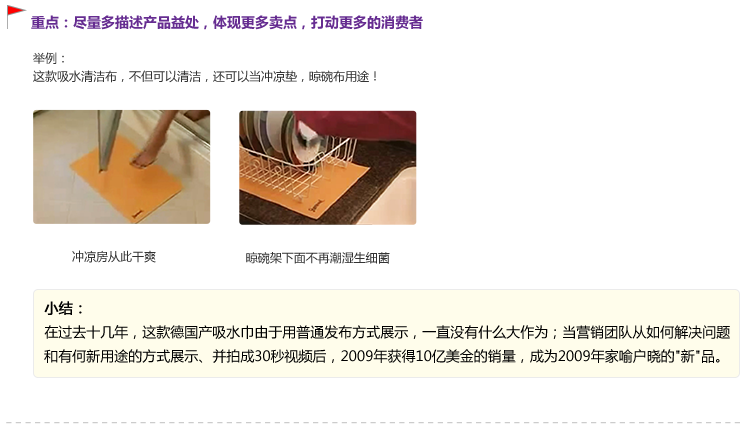 重点：尽量多描述产品益处，体现更多卖点，打动更多的消费者
举例：
这款吸水清洁布，不但可以清洁，还可以当冲凉垫，晾碗布用途！
冲凉房从此干爽
晾碗架下面不再潮湿生细菌
小结：
在过去十几年，这款德国产吸水巾由于用普通发布方式展示，一直没有什么大作为；当营销团队从如何解决问题
和有何新用途的方式展示、并拍成30秒视频后，2009年获得10亿美金的销量，成为2009年家喻户晓的"新"品。